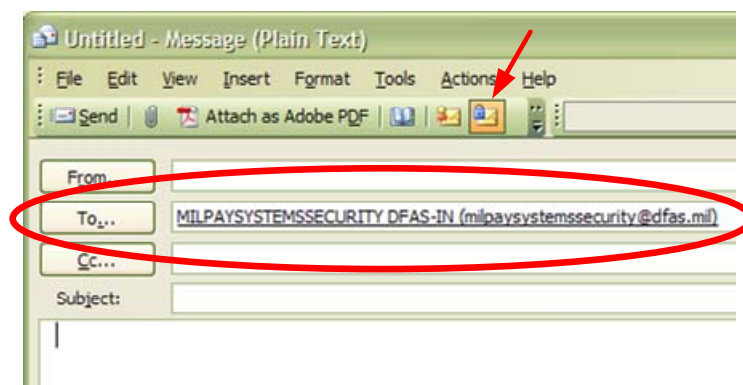 Untitled - Message (Plain Text)
File Edit View Insert Format Tools Actions Help
Send Attach as Adobe PDF
From...
To... MILPAYSYSTEMSSECURITY DFAS-IN (milpaysystemssecurity@dfas.mil)
Cc...
Subject: